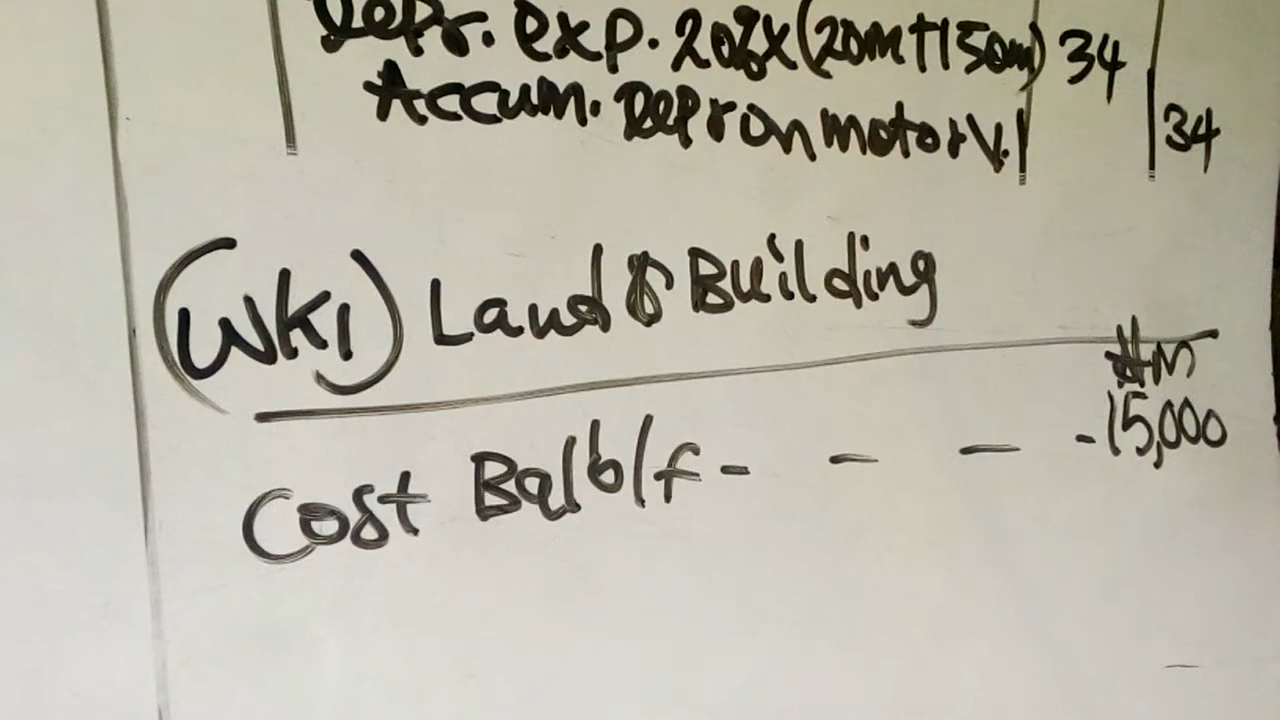 Depr. exp. 20%x(20m+150m) 34
Accum. Depr on motor V. 34
(WK1) Land & Building
₦M
Cost Bal b/f - - - - 15,000